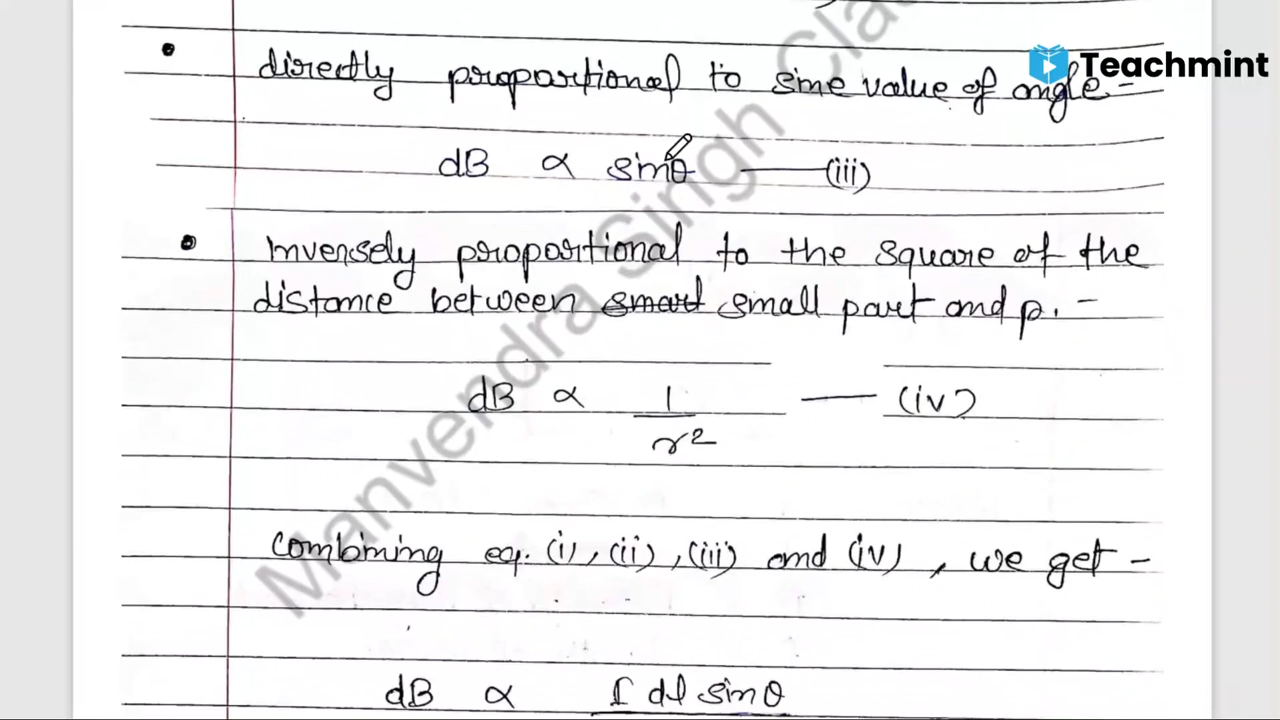 Teachmint
• directly proportional to sine value of angle -
dB ∝ sinθ —— (iii)
• Inversely proportional to the square of the
distance between smart small part and p. -
dB ∝ 1/r² —— (iv)
Combining eq. (i), (ii), (iii) and (iv), we get -
dB ∝ I dl sinθ
Manvendra Singh Cla